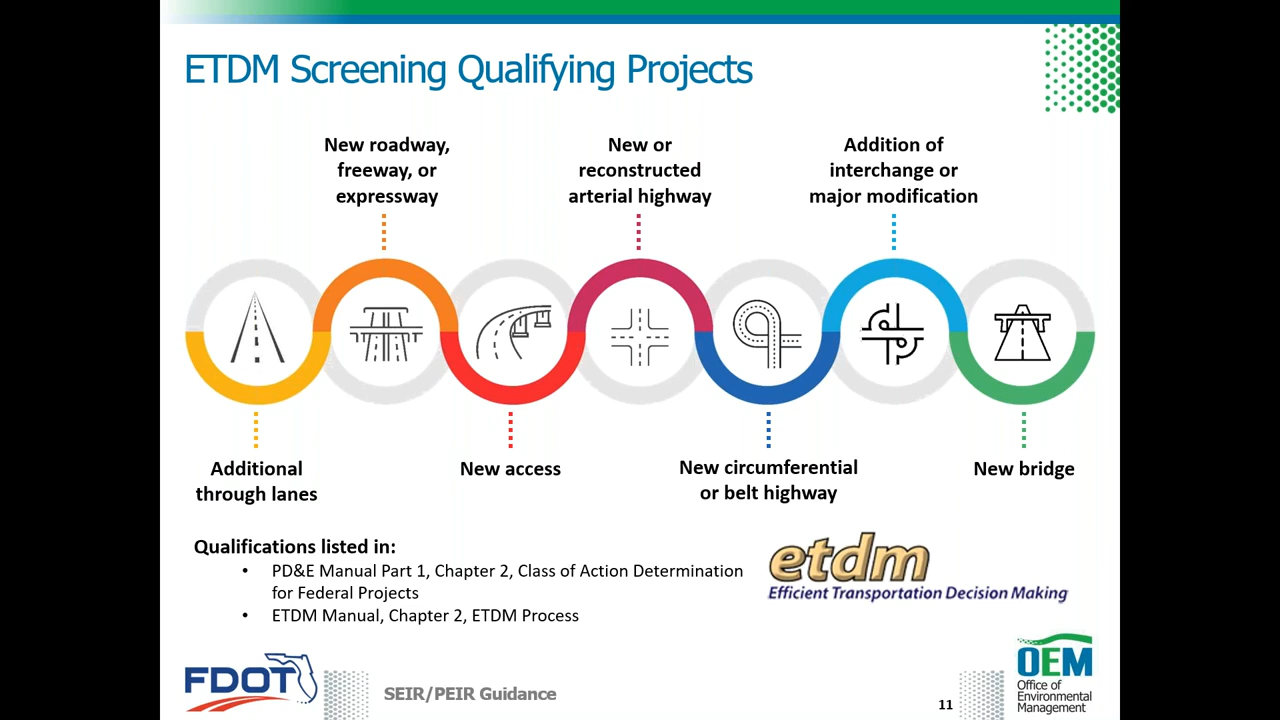 ETDM Screening Qualifying Projects
New roadway,
freeway, or
expressway
New or
reconstructed
arterial highway
Addition of
interchange or
major modification
Additional
through lanes
New access
New circumferential
or belt highway
New bridge
Qualifications listed in:
• PD&E Manual Part 1, Chapter 2, Class of Action Determination
for Federal Projects
• ETDM Manual, Chapter 2, ETDM Process
etdm
Efficient Transportation Decision Making
FDOT
SEIR/PEIR Guidance
11
OEM
Office of
Environmental
Management